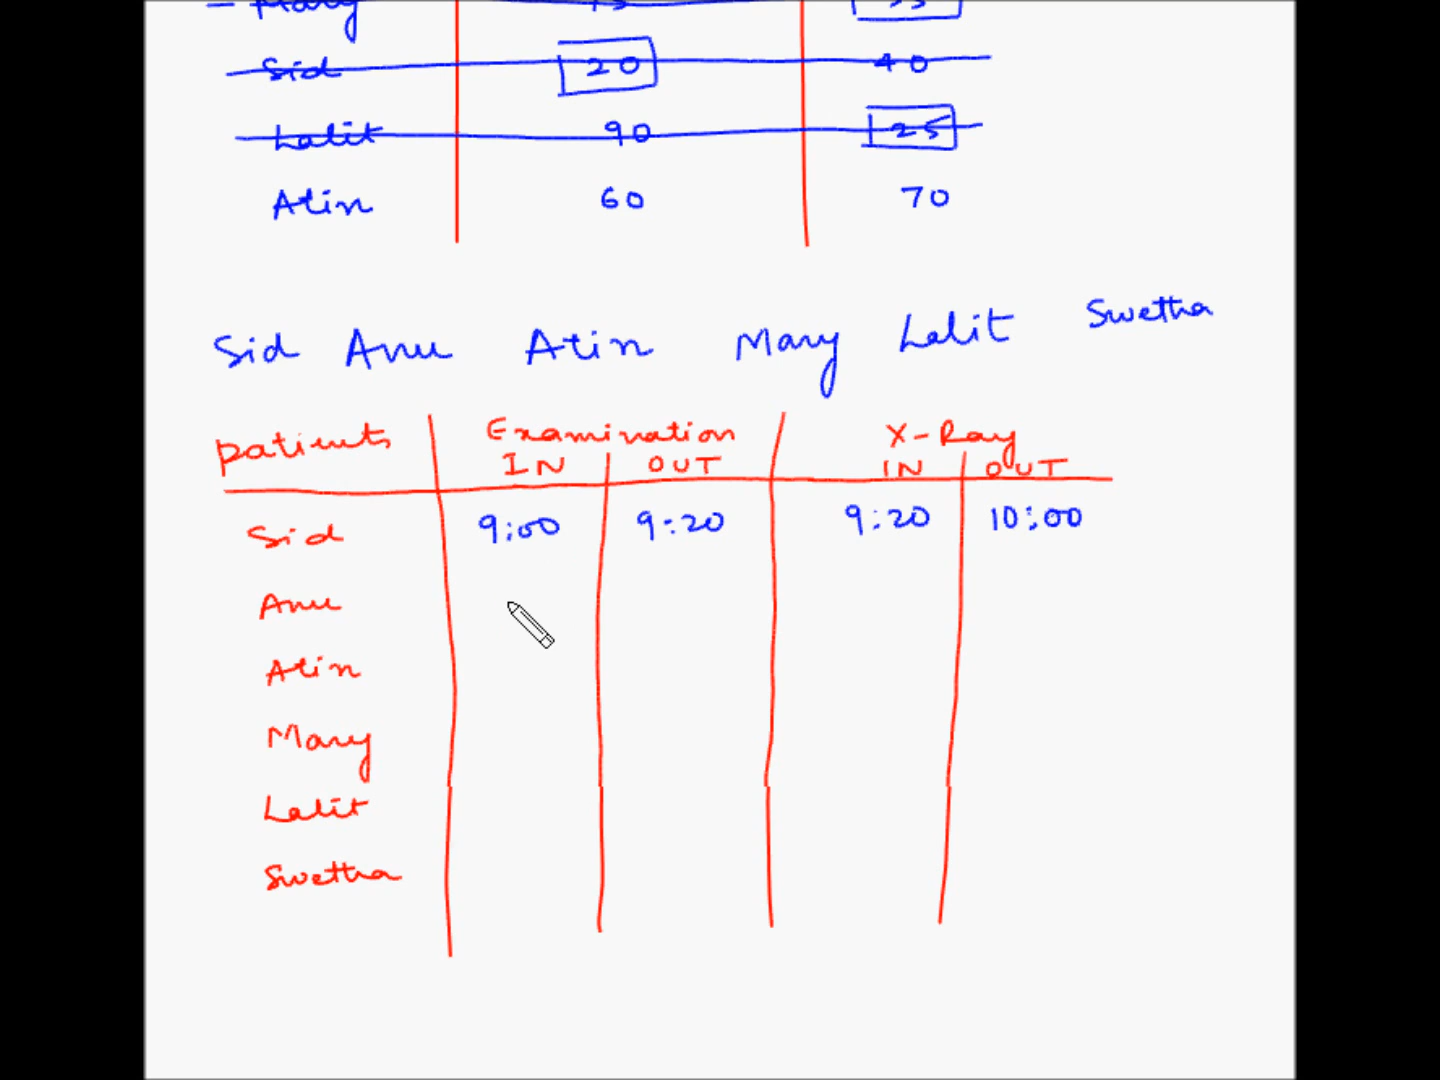 Mary
Sid 20 40
Lalit 90 25
Atin 60 70
Sid Anu Atin Mary Lalit Swetha
patients Examination X-Ray
IN OUT IN OUT
Sid 9:00 9:20 9:20 10:00
Anu
Atin
Mary
Lalit
Swetha